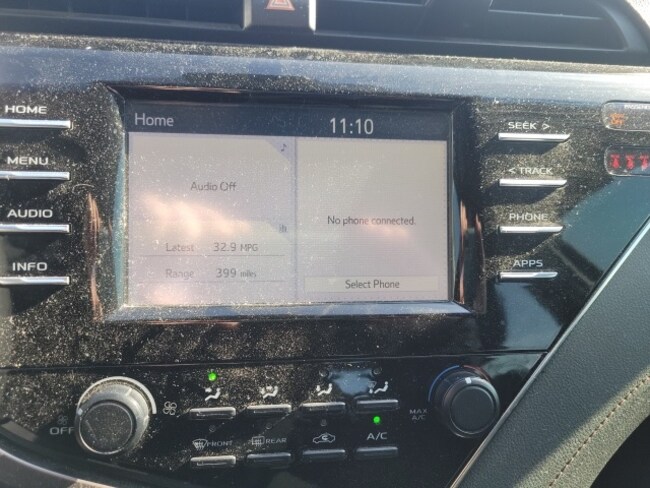 HOME
MENU
AUDIO
INFO
Home
11:10
Audio Off
Latest 32.9 MPG
Range 399 miles
No phone connected.
Select Phone
SEEK >
< TRACK
PHONE
APPS
OFF
FRONT
REAR
A/C
MAX
A/C